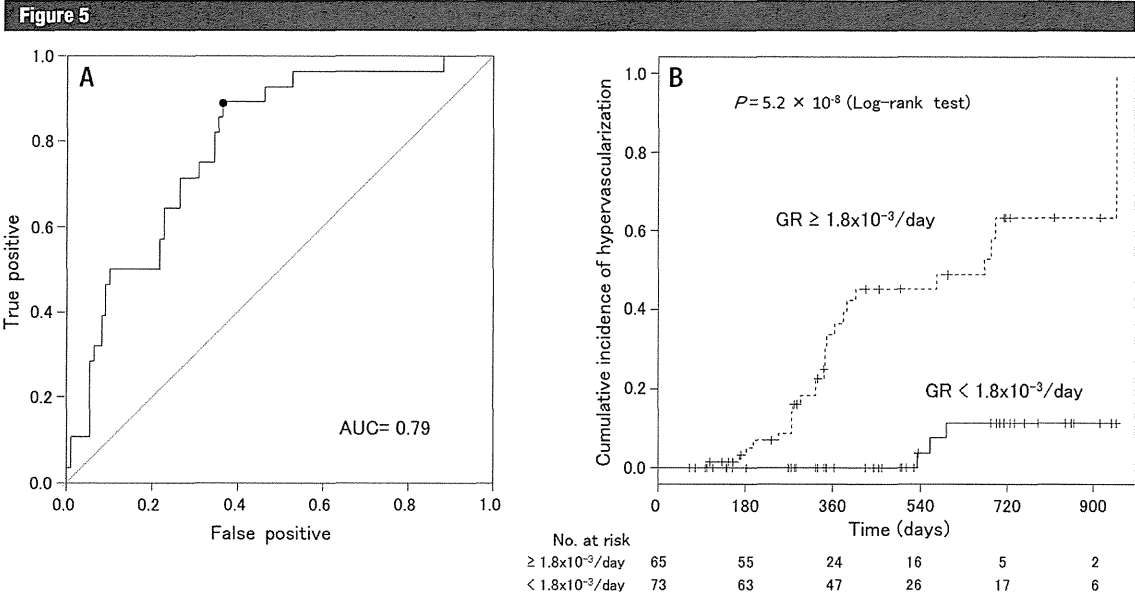 Figure 5
A
True positive
1.0
0.8
0.6
0.4
0.2
0.0
0.0 0.2 0.4 0.6 0.8 1.0
False positive
AUC= 0.79
B
Cumulative incidence of hypervascularization
1.0
0.8
0.6
0.4
0.2
0.0
P = 5.2 × 10⁻⁸ (Log-rank test)
GR ≥ 1.8x10⁻³/day
GR < 1.8x10⁻³/day
0 180 360 540 720 900
Time (days)
No. at risk
≥ 1.8x10⁻³/day 65 55 24 16 5 2
< 1.8x10⁻³/day 73 63 47 26 17 6